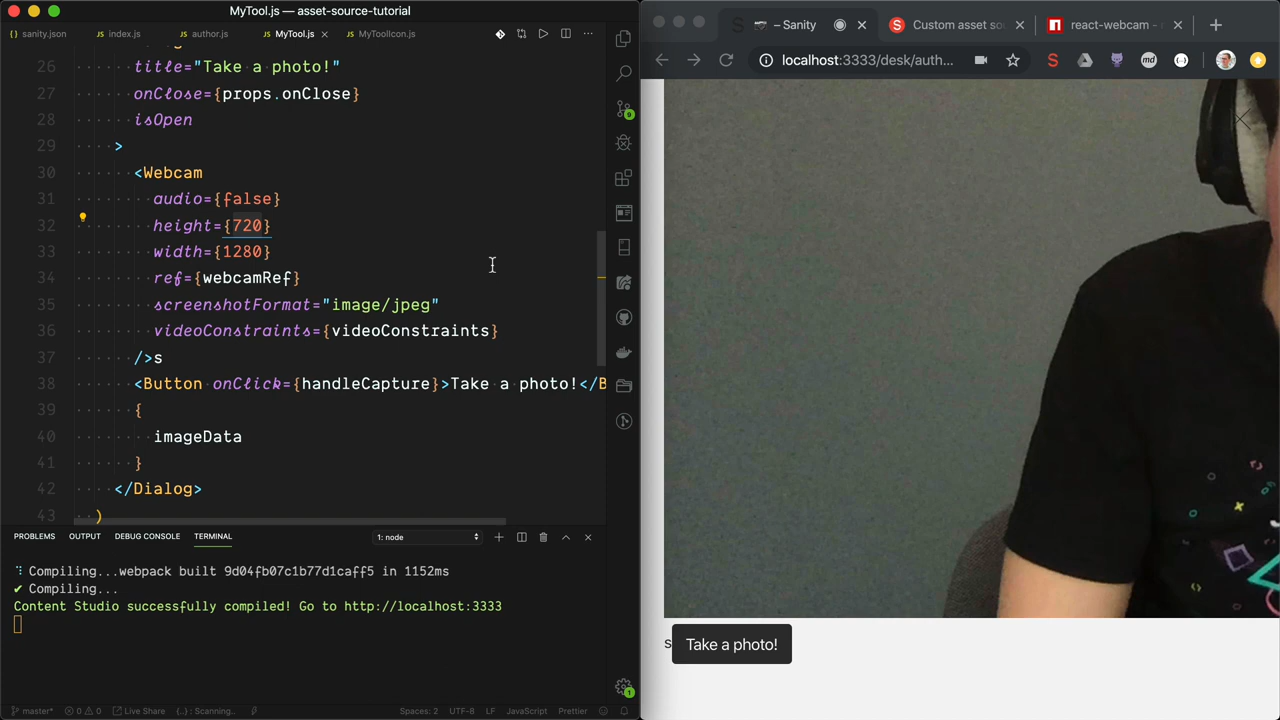 MyTool.js — asset-source-tutorial
sanity.json
index.js
author.js
MyTool.js
MyToolIcon.js
26 title="Take a photo!"
27 onClose={props.onClose}
28 isOpen
29 >
30 <Webcam
31 audio={false}
32 height={720}
33 width={1280}
34 ref={webcamRef}
35 screenshotFormat="image/jpeg"
36 videoConstraints={videoConstraints}
37 />s
38 <Button onClick={handleCapture}>Take a photo!</B
39 {
40 imageData
41 }
42 </Dialog>
43 )
PROBLEMS OUTPUT DEBUG CONSOLE TERMINAL
1: node
Compiling...webpack built 9d04fb07c1b77d1caff5 in 1152ms
✔ Compiling...
Content Studio successfully compiled! Go to http://localhost:3333
master* 0 0 Live Share {..}: Scanning.. Spaces: 2 UTF-8 LF JavaScript Prettier
9
1
– Sanity
S Custom asset sou
n react-webcam - r
localhost:3333/desk/auth...
S
md
s
Take a photo!